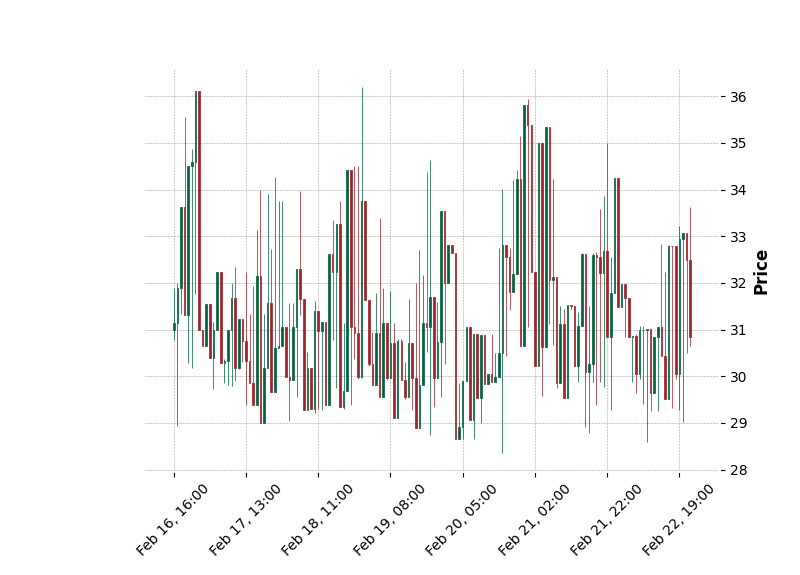 36
35
34
33
32
31
30
29
28
Price
Feb 16, 16:00
Feb 17, 13:00
Feb 18, 11:00
Feb 19, 08:00
Feb 20, 05:00
Feb 21, 02:00
Feb 21, 22:00
Feb 22, 19:00